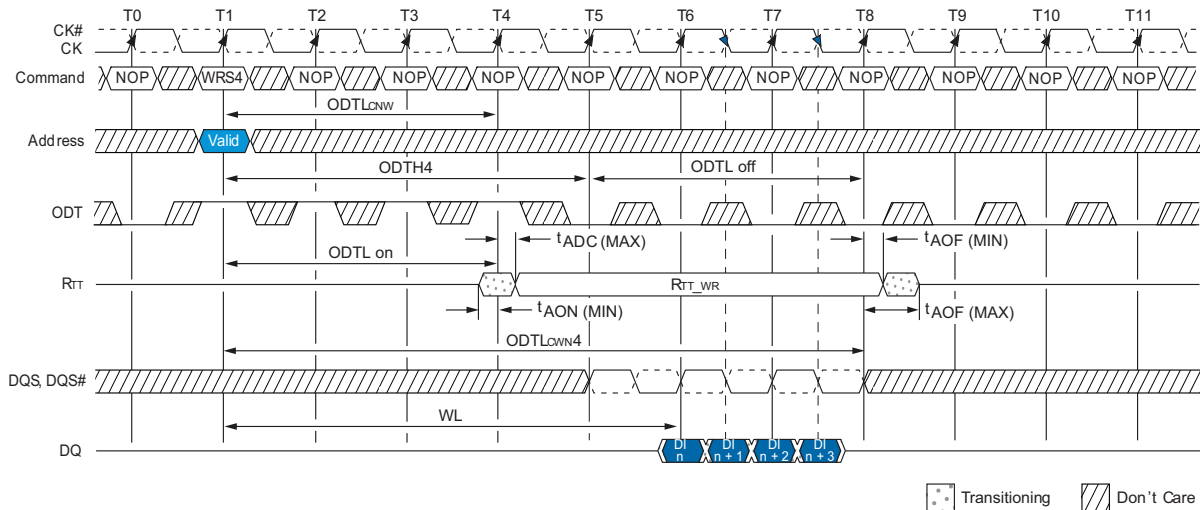 T0 T1 T2 T3 T4 T5 T6 T7 T8 T9 T10 T11
CK#
CK
Command NOP WRS4 NOP NOP NOP NOP NOP NOP NOP NOP NOP NOP
ODTLCNW
Address Valid
ODTH4 ODTL off
ODT
tADC (MAX) tAOF (MIN)
ODTL on
RTT RTT_WR
tAON (MIN) tAOF (MAX)
ODTLCWN4
DQS, DQS#
WL
DQ DI n DI n + 1 DI n + 2 DI n + 3
Transitioning Don't Care